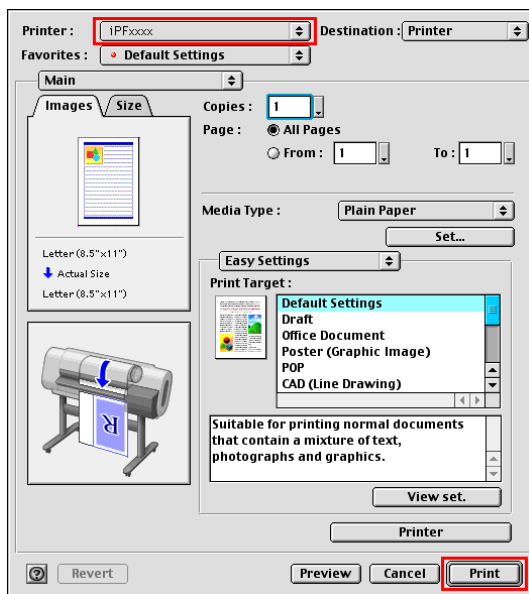 Printer : iPFxxxx Destination : Printer
Favorites : Default Settings
Main
Images Size
Copies : 1
Page : All Pages
From : 1 To : 1
Media Type : Plain Paper
Set...
Letter (8.5"x11")
Actual Size
Letter (8.5"x11")
Easy Settings
Print Target :
Default Settings
Draft
Office Document
Poster (Graphic Image)
POP
CAD (Line Drawing)
R
Suitable for printing normal documents
that contain a mixture of text,
photographs and graphics.
View set.
Printer
? Revert Preview Cancel Print